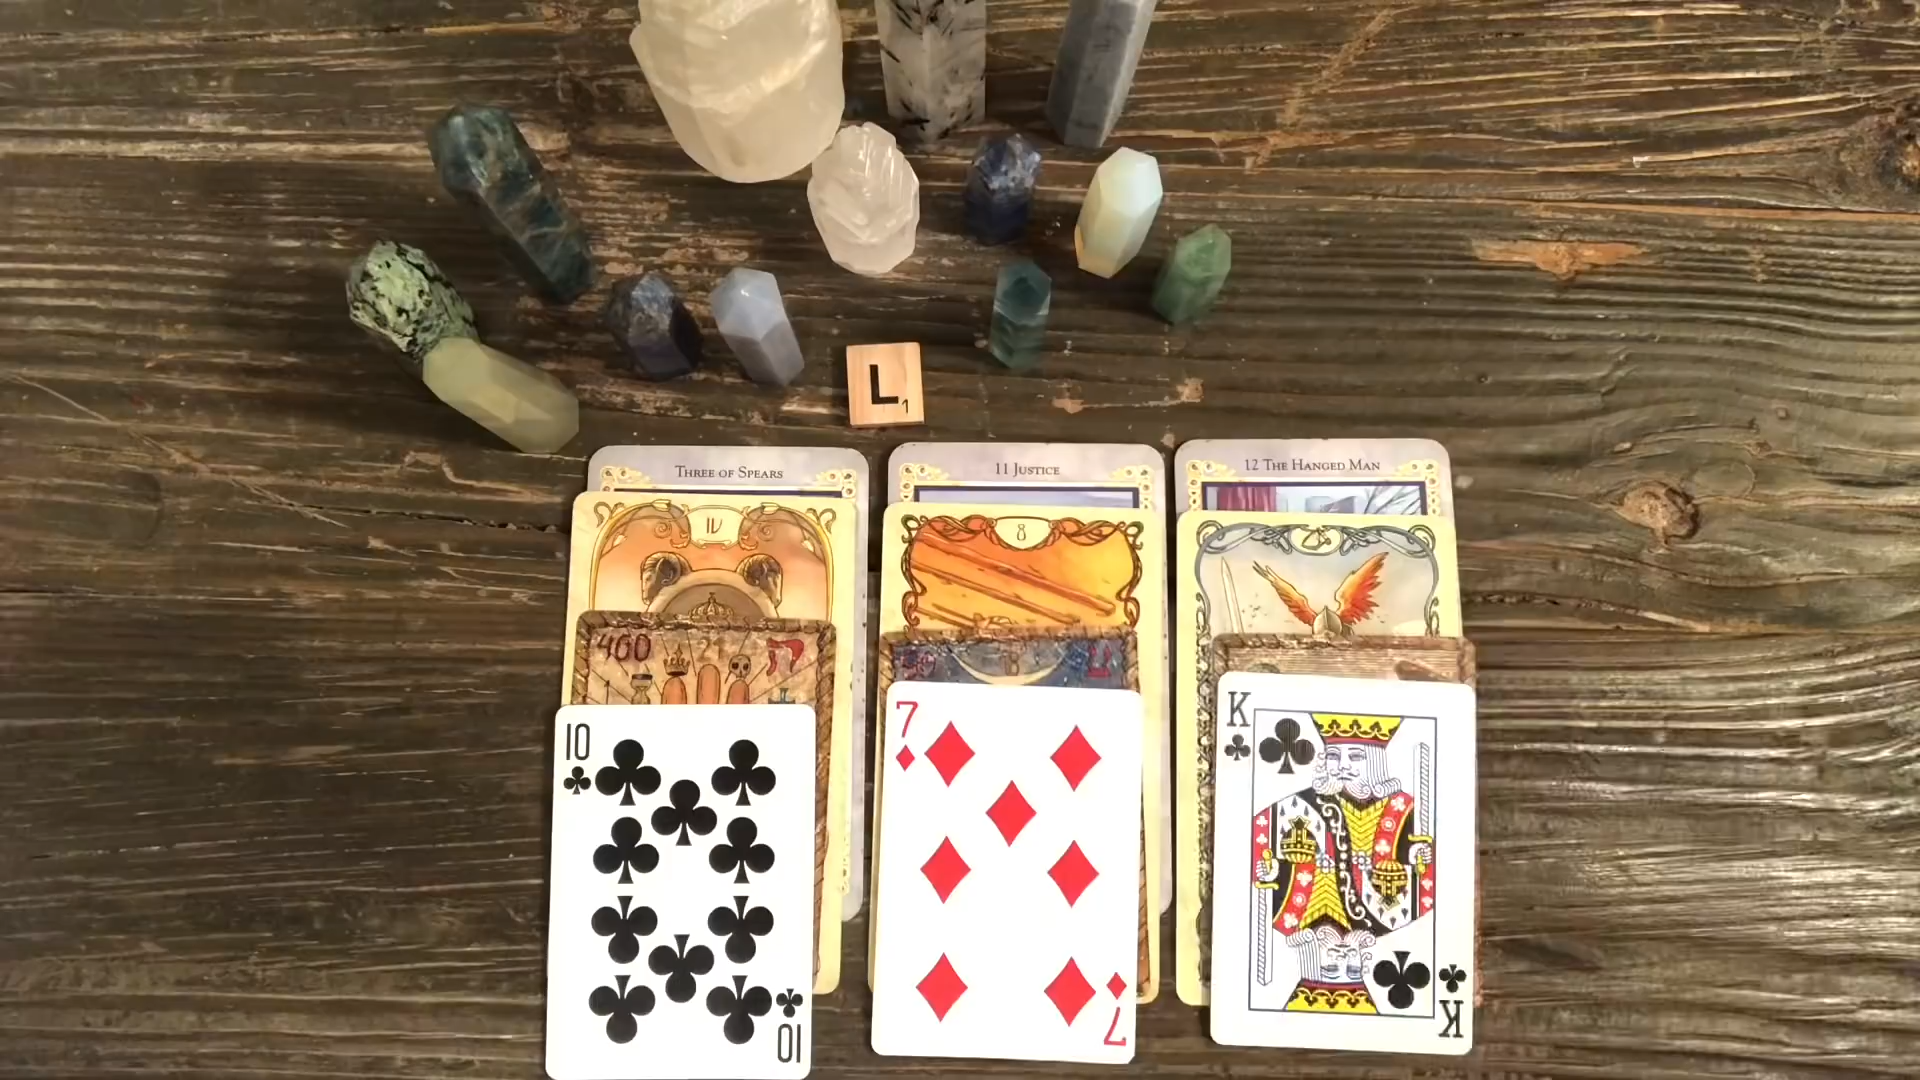 L1
THREE OF SPEARS
11 JUSTICE
12 THE HANGED MAN
IV
8
400
21
18
10
7
K
10
7
K